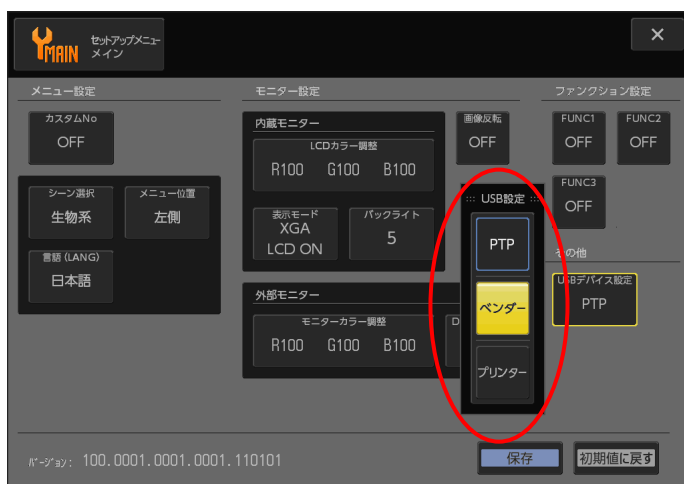 MAIN
セットアップメニュー
メイン
×
メニュー設定
カスタムNo
OFF
シーン選択
生物系
メニュー位置
左側
言語 (LANG)
日本語
モニター設定
内蔵モニター
LCDカラー調整
R100 G100 B100
表示モード
XGA
LCD ON
バックライト
5
画像反転
OFF
外部モニター
モニターカラー調整
R100 G100 B100
D
USB設定
PTP
ベンダー
プリンター
ファンクション設定
FUNC1
OFF
FUNC2
OFF
FUNC3
OFF
その他
USBデバイス設定
PTP
バージョン: 100.0001.0001.0001.110101
保存
初期値に戻す